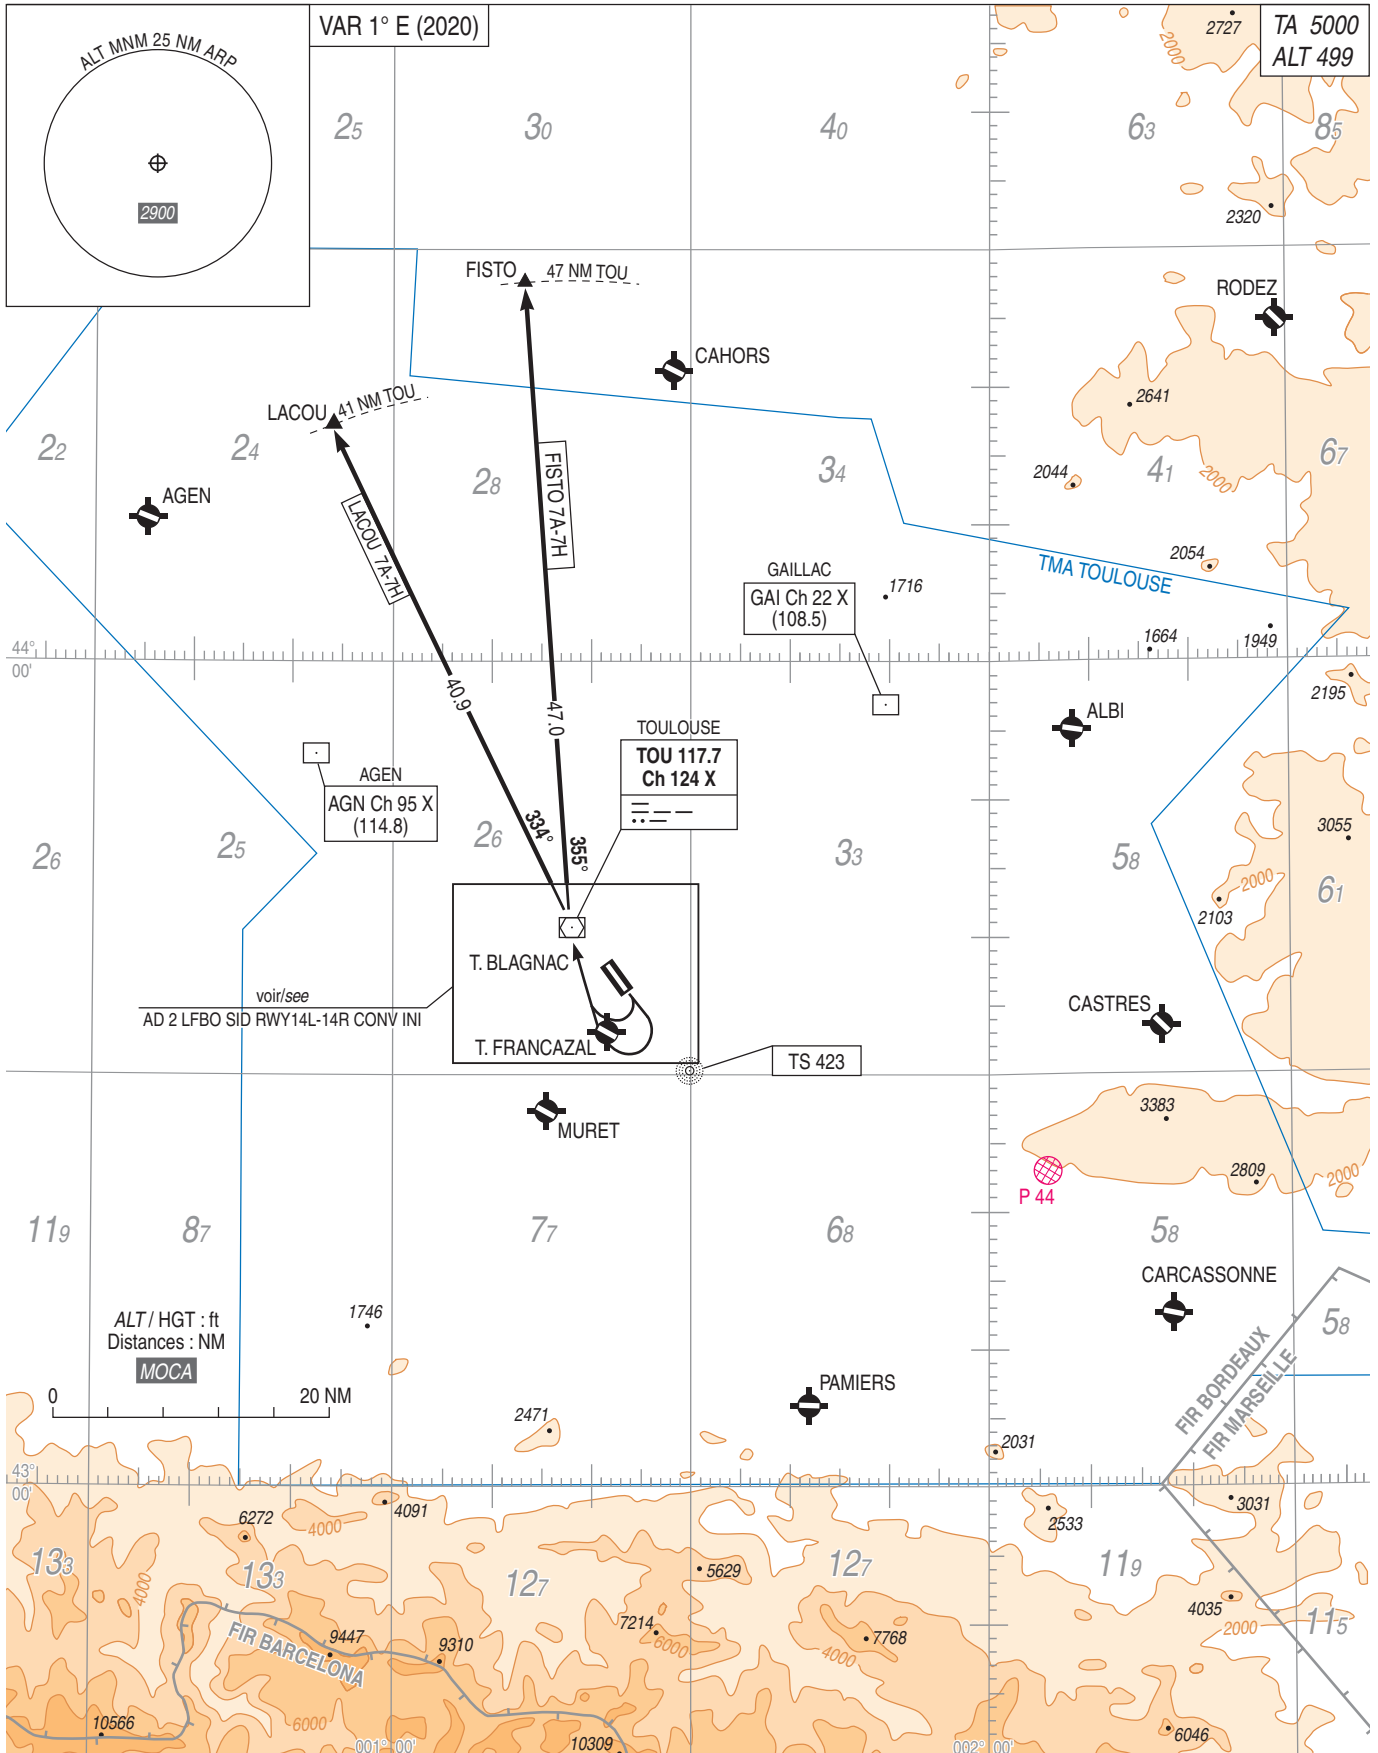 VAR 1° E (2020)
TA 5000
ALT 499
ALT MNM 25 NM ARP
2900
2727
2000
25
30
40
63
85
2320
FISTO
47 NM TOU
RODEZ
CAHORS
LACOU
41 NM TOU
2641
22
24
28
34
2044
41
2000
67
AGEN
FISTO 7A-7H
LACOU 7A-7H
2054
TMA TOULOUSE
GAILLAC
GAI Ch 22 X
(108.5)
1716
1664
1949
44°
00'
2195
40.9
47.0
ALBI
TOULOUSE
TOU 117.7
Ch 124 X
AGEN
AGN Ch 95 X
(114.8)
334°
355°
3055
26
25
26
33
58
2000
61
2103
T. BLAGNAC
voir/see
AD 2 LFBO SID RWY14L-14R CONV INI
CASTRES
T. FRANCAZAL
TS 423
MURET
3383
2809
2000
P 44
119
87
77
68
58
CARCASSONNE
ALT / HGT : ft
Distances : NM
MOCA
0
20 NM
1746
58
FIR BORDEAUX
FIR MARSEILLE
PAMIERS
2471
2031
43°
00'
4091
6272
4000
3031
2533
133
4000
133
127
5629
127
119
4035
2000
115
7214
6000
7768
4000
FIR BARCELONA
9447
9310
10566
6000
001° 00'
10309
002° 00'
6046